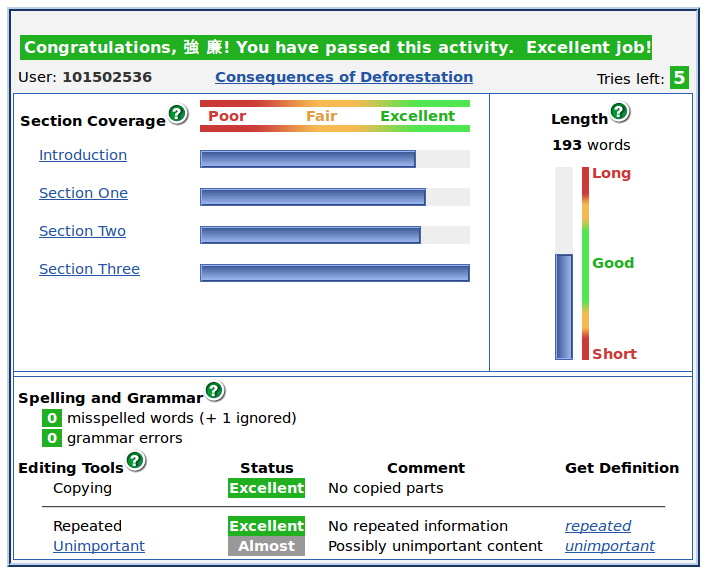 Congratulations, 強 廉! You have passed this activity. Excellent job!
User: 101502536 Consequences of Deforestation Tries left: 5
Section Coverage ?
Poor Fair Excellent
Introduction
Section One
Section Two
Section Three
Length ?
193 words
Long
Good
Short
Spelling and Grammar ?
0 misspelled words (+ 1 ignored)
0 grammar errors
Editing Tools ? Status Comment Get Definition
Copying Excellent No copied parts
Repeated Excellent No repeated information repeated
Unimportant Almost Possibly unimportant content unimportant